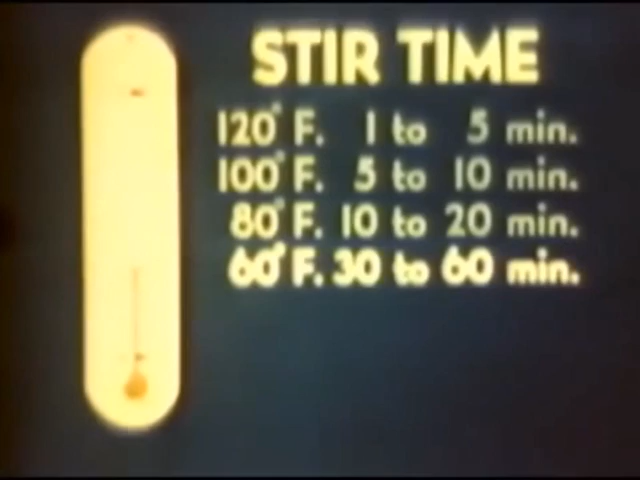 STIR TIME
120° F. 1 to 5 min.
100° F. 5 to 10 min.
80° F. 10 to 20 min.
60° F. 30 to 60 min.